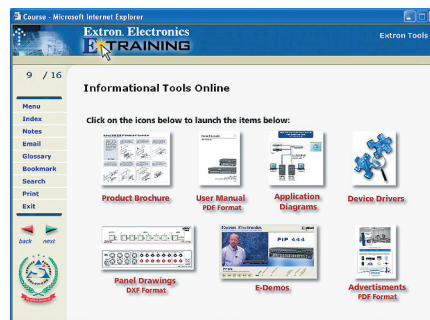 Course - Microsoft Internet Explorer
Extron. Electronics
E-TRAINING
Extron Tools
9 / 16
Menu
Index
Notes
Email
Glossary
Bookmark
Search
Print
Exit
back next
Informational Tools Online
Click on the icons below to launch the items below:
Product Brochure
User Manual
PDF Format
Application
Diagrams
Device Drivers
Panel Drawings
DXF Format
Extron. Electronics
PIP 444
E-Demos
Advertisments
PDF Format